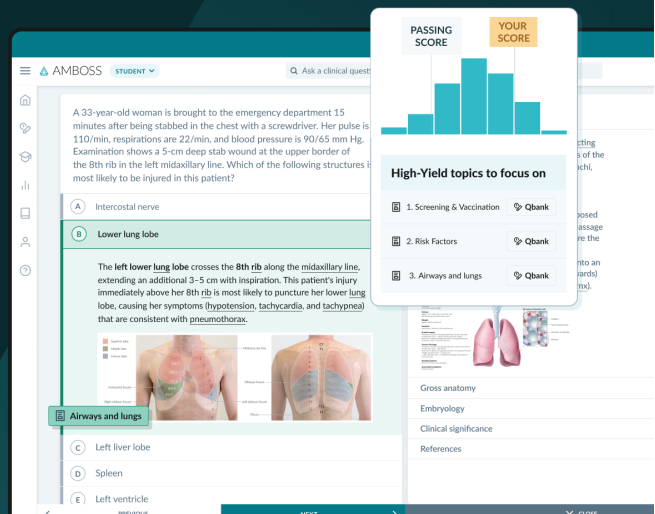 PASSING
SCORE
YOUR
SCORE
AMBOSS
STUDENT
Ask a clinical questi
A 33-year-old woman is brought to the emergency department 15
minutes after being stabbed in the chest with a screwdriver. Her pulse is
110/min, respirations are 22/min, and blood pressure is 90/65 mm Hg.
Examination shows a 5-cm deep stab wound at the upper border of
the 8th rib in the left midaxillary line. Which of the following structures is
most likely to be injured in this patient?
A Intercostal nerve
B Lower lung lobe
The left lower lung lobe crosses the 8th rib along the midaxillary line,
extending an additional 3–5 cm with inspiration. This patient's injury
immediately above her 8th rib is most likely to puncture her lower lung
lobe, causing her symptoms (hypotension, tachycardia, and tachypnea)
that are consistent with pneumothorax.
Airways and lungs
C Left liver lobe
D Spleen
E Left ventricle
PREVIOUS
NEXT
High-Yield topics to focus on
1. Screening & Vaccination
Qbank
2. Risk Factors
Qbank
3. Airways and lungs
Qbank
Gross anatomy
Embryology
Clinical significance
References
CLOSE